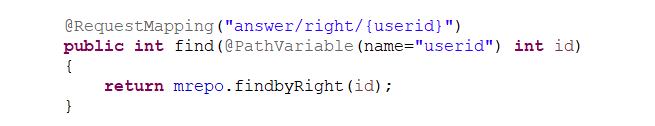 @RequestMapping("answer/right/{userid}")
public int find(@PathVariable(name="userid") int id)
{
return mrepo.findbyRight(id);
}